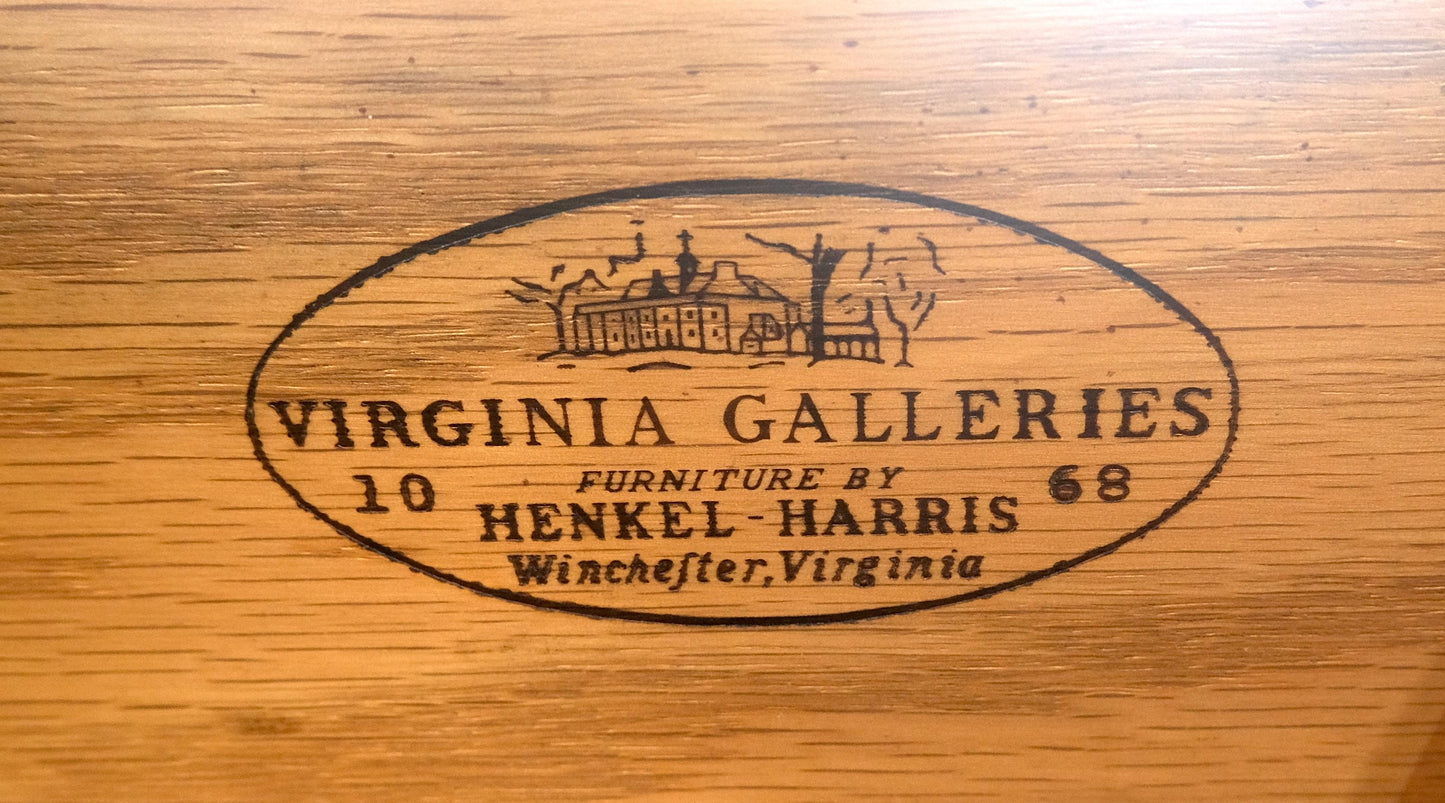 VIRGINIA GALLERIES
10 FURNITURE BY 68
HENKEL-HARRIS
Wincheſter, Virginia